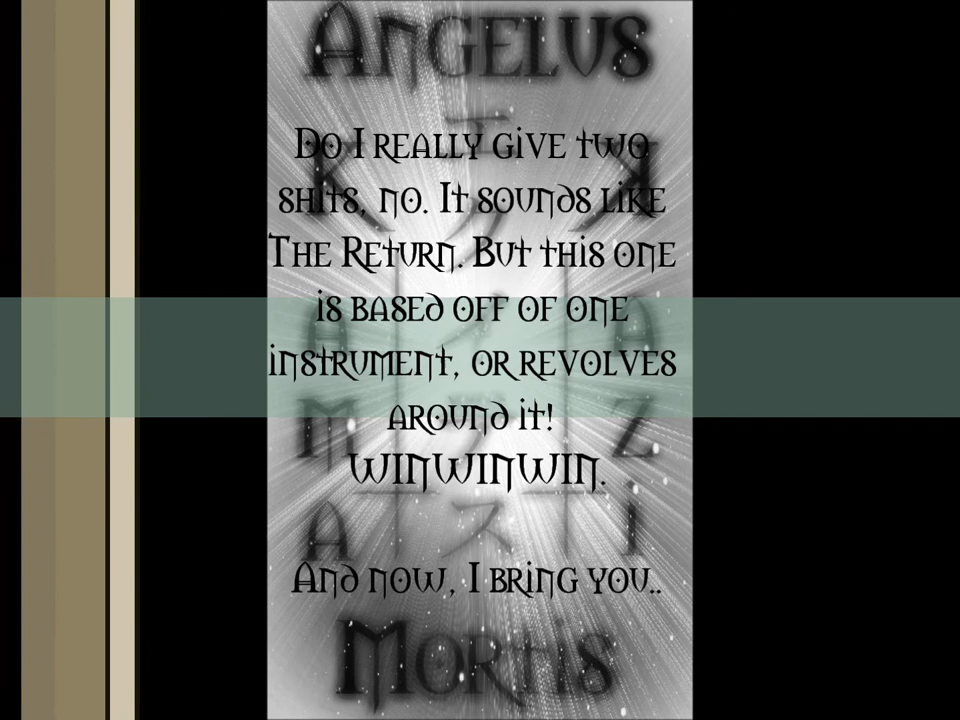 Angelus
Do I really give two
shits, no. It sounds like
The Return. But this one
is based off of one
instrument, or revolves
around it!
M Z
WINWINWIN.
A ス i
And now, I bring you..
Mortis